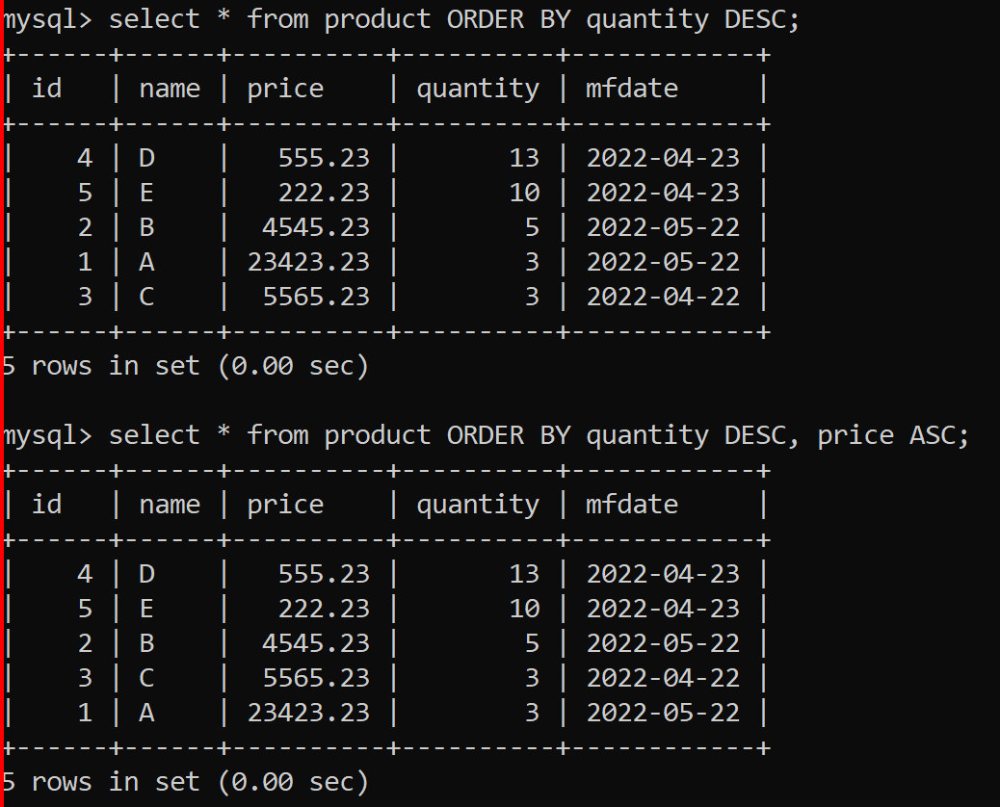 mysql> select * from product ORDER BY quantity DESC;
+------+------+----------+----------+------------+
| id   | name | price    | quantity | mfdate     |
+------+------+----------+----------+------------+
|    4 | D    |   555.23 |       13 | 2022-04-23 |
|    5 | E    |   222.23 |       10 | 2022-04-23 |
|    2 | B    |  4545.23 |        5 | 2022-05-22 |
|    1 | A    | 23423.23 |        3 | 2022-05-22 |
|    3 | C    |  5565.23 |        3 | 2022-04-22 |
+------+------+----------+----------+------------+
5 rows in set (0.00 sec)
mysql> select * from product ORDER BY quantity DESC, price ASC;
+------+------+----------+----------+------------+
| id   | name | price    | quantity | mfdate     |
+------+------+----------+----------+------------+
|    4 | D    |   555.23 |       13 | 2022-04-23 |
|    5 | E    |   222.23 |       10 | 2022-04-23 |
|    2 | B    |  4545.23 |        5 | 2022-05-22 |
|    3 | C    |  5565.23 |        3 | 2022-04-22 |
|    1 | A    | 23423.23 |        3 | 2022-05-22 |
+------+------+----------+----------+------------+
5 rows in set (0.00 sec)